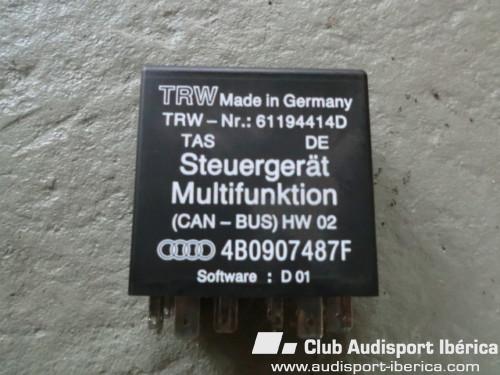 TRW Made in Germany
TRW-Nr.: 61194414D
TAS DE
Steuergerät
Multifunktion
(CAN-BUS) HW 02
4B0907487F
Software : D 01
Club Audisport Ibérica
www.audisport-iberica.com